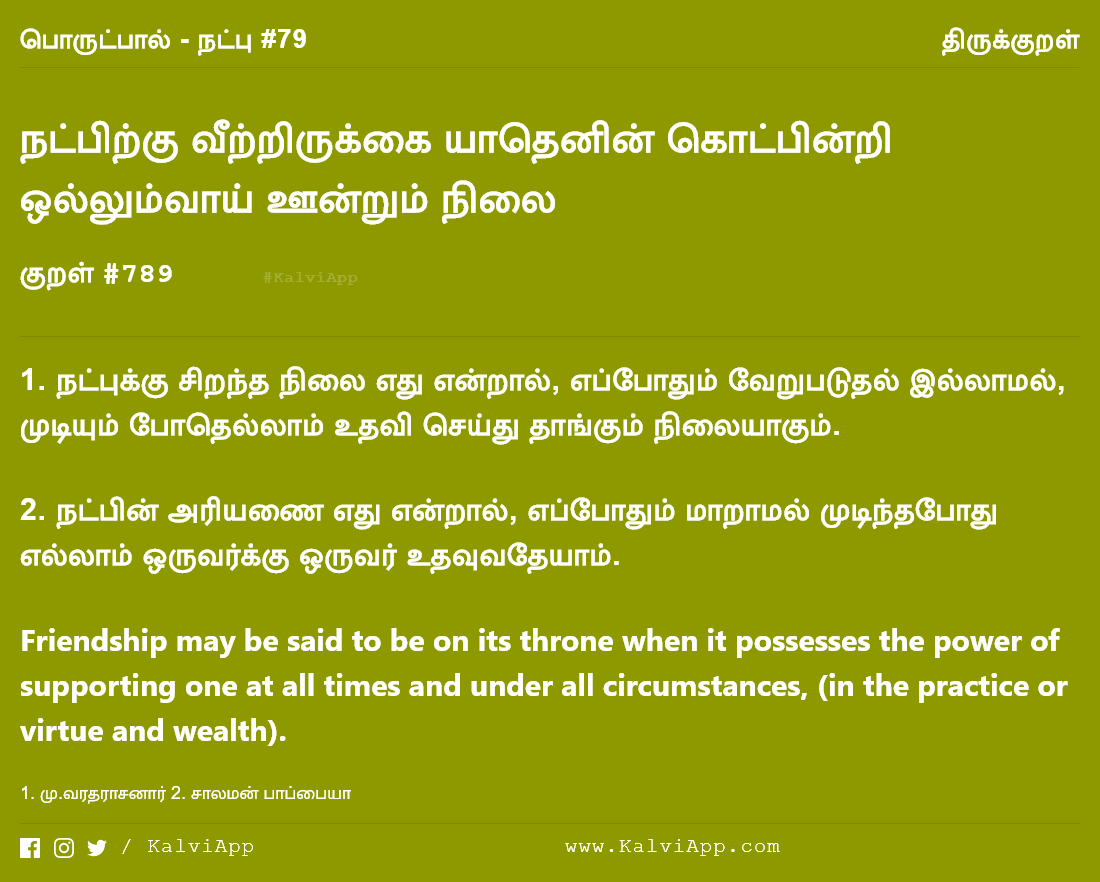 பொருட்பால் - நட்பு #79 திருக்குறள்
நட்பிற்கு வீற்றிருக்கை யாதெனின் கொட்பின்றி
ஒல்லும்வாய் ஊன்றும் நிலை
குறள் #789 #KalviApp
1. நட்புக்கு சிறந்த நிலை எது என்றால், எப்போதும் வேறுபடுதல் இல்லாமல்,
முடியும் போதெல்லாம் உதவி செய்து தாங்கும் நிலையாகும்.
2. நட்பின் அரியணை எது என்றால், எப்போதும் மாறாமல் முடிந்தபோது
எல்லாம் ஒருவர்க்கு ஒருவர் உதவுவதேயாம்.
Friendship may be said to be on its throne when it possesses the power of
supporting one at all times and under all circumstances, (in the practice or
virtue and wealth).
1. மு.வரதராசனார் 2. சாலமன் பாப்பையா
/ KalviApp www.KalviApp.com